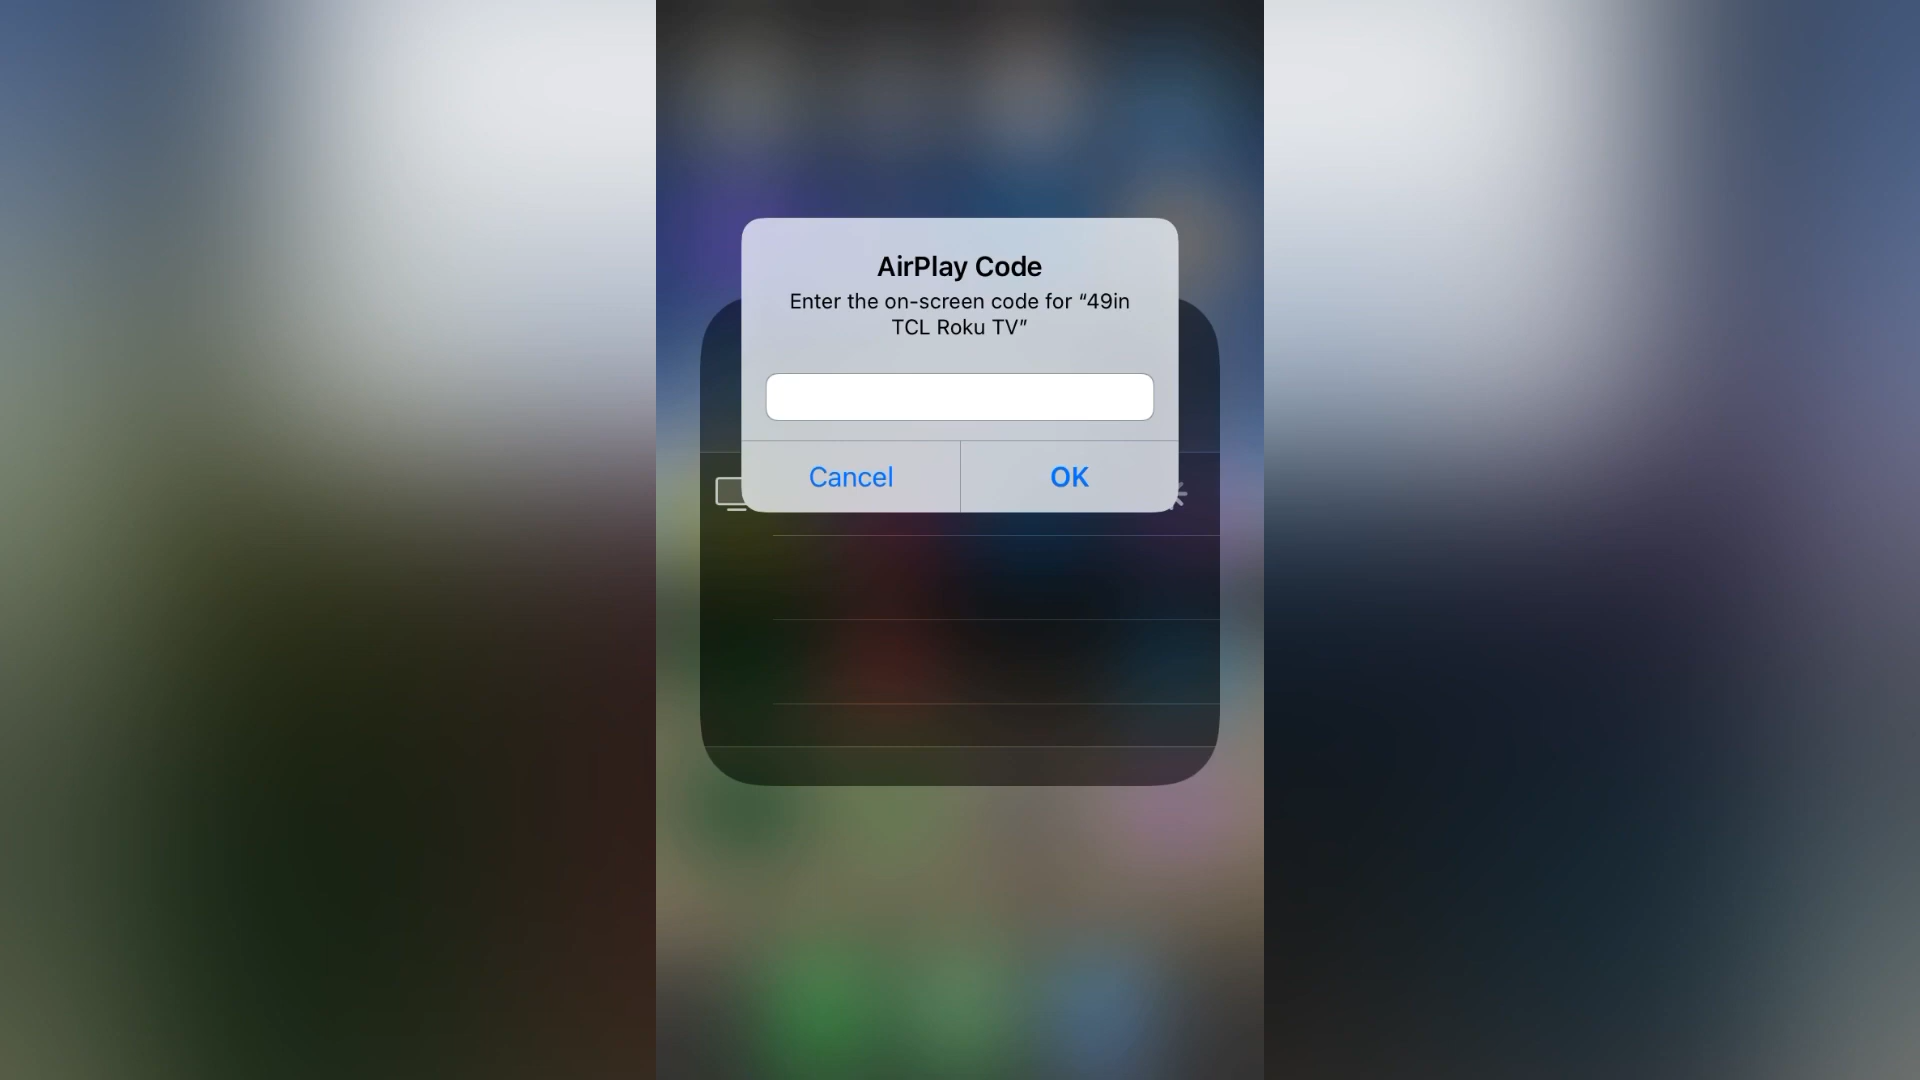 AirPlay Code
Enter the on-screen code for “49in
TCL Roku TV”
Cancel
OK